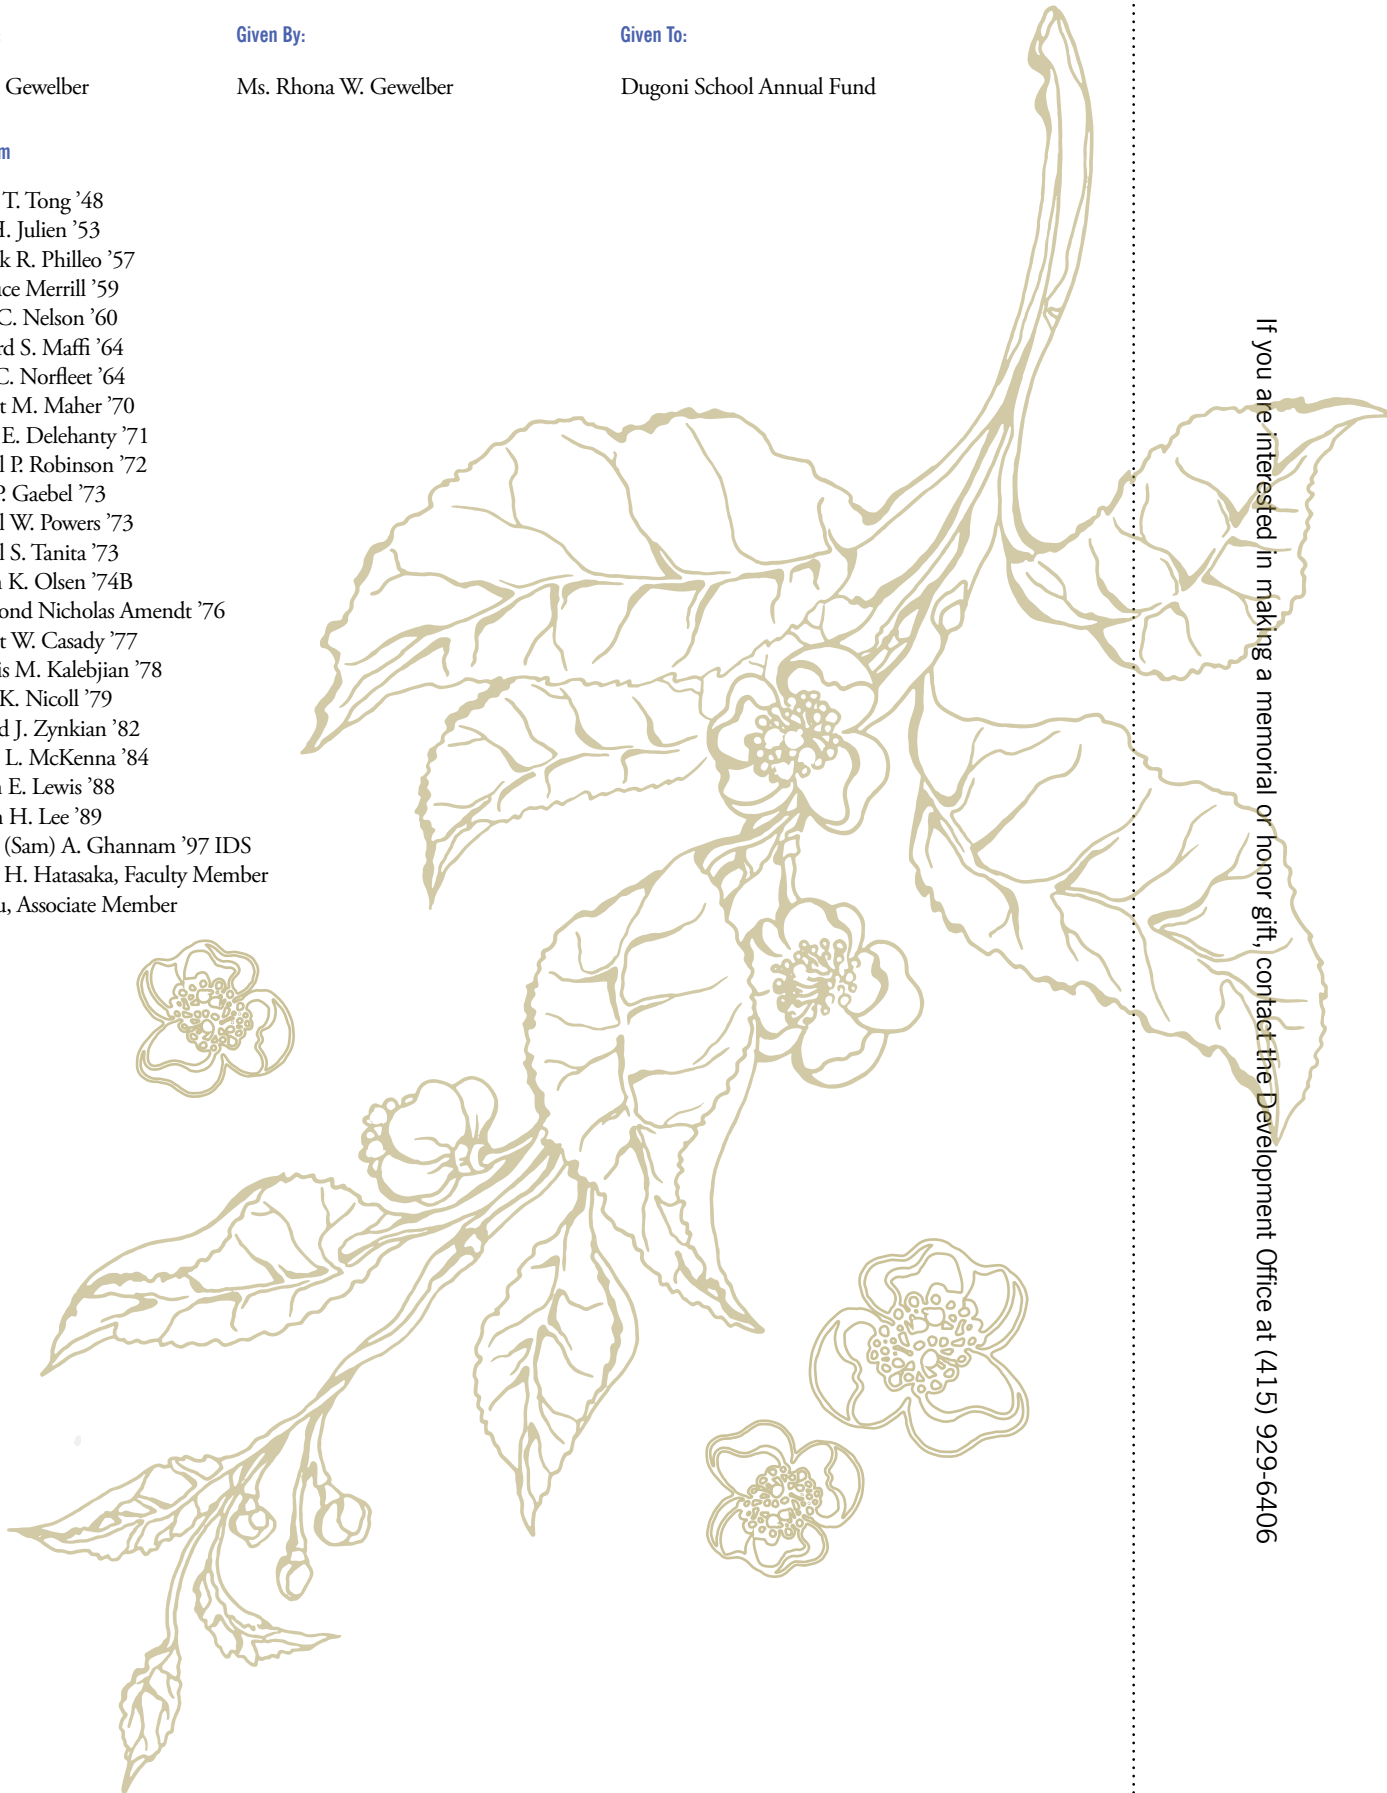 Given By:
Given To:
Gewelber
Ms. Rhona W. Gewelber
Dugoni School Annual Fund
m
T. Tong ’48
H. Julien ’53
k R. Philleo ’57
ce Merrill ’59
C. Nelson ’60
rd S. Maffi ’64
C. Norfleet ’64
t M. Maher ’70
E. Delehanty ’71
l P. Robinson ’72
P. Gaebel ’73
l W. Powers ’73
l S. Tanita ’73
n K. Olsen ’74B
ond Nicholas Amendt ’76
t W. Casady ’77
is M. Kalebjian ’78
K. Nicoll ’79
d J. Zynkian ’82
L. McKenna ’84
n E. Lewis ’88
n H. Lee ’89
(Sam) A. Ghannam ’97 IDS
H. Hatasaka, Faculty Member
u, Associate Member
If you are interested in making a memorial or honor gift, contact the Development Office at (415) 929-6406